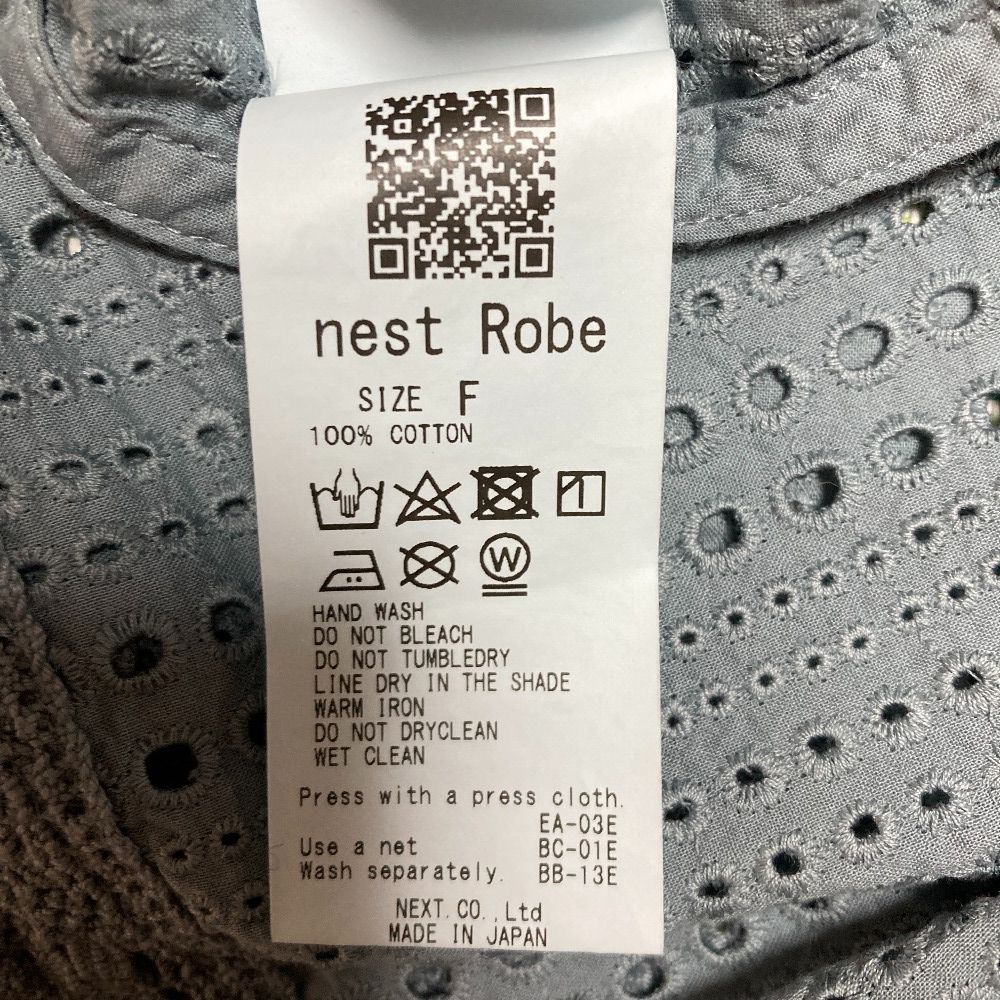 nest Robe
SIZE F
100% COTTON
W
HAND WASH
DO NOT BLEACH
DO NOT TUMBLEDRY
LINE DRY IN THE SHADE
WARM IRON
DO NOT DRYCLEAN
WET CLEAN
Press with a press cloth.
EA-03E
Use a net BC-01E
Wash separately. BB-13E
NEXT.CO.,Ltd
MADE IN JAPAN